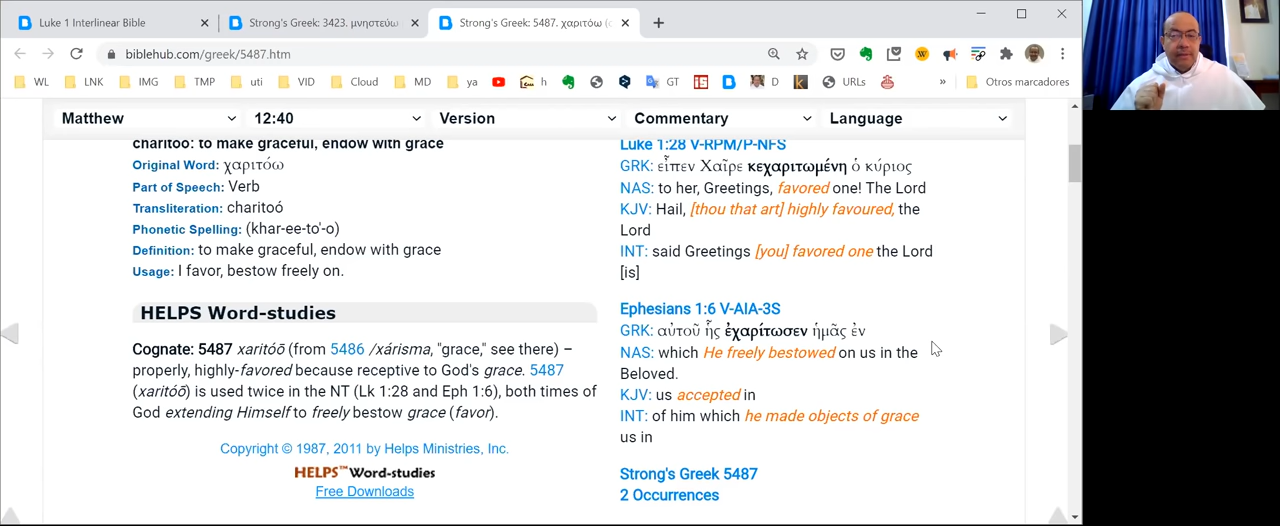 Luke 1 Interlinear Bible
Strong's Greek: 3423. μνηστεύω
Strong's Greek: 5487. χαριτόω (c
biblehub.com/greek/5487.htm
WL LNK IMG TMP uti VID Cloud MD ya h GT D URLs » Otros marcadores
Matthew 12:40 Version Commentary Language
charitoo: to make graceful, endow with grace
Original Word: χαριτόω
Part of Speech: Verb
Transliteration: charitoó
Phonetic Spelling: (khar-ee-to'-o)
Definition: to make graceful, endow with grace
Usage: I favor, bestow freely on.
HELPS Word-studies
Cognate: 5487 xaritóō (from 5486 /xárisma, "grace," see there) –
properly, highly-favored because receptive to God's grace. 5487
(xaritóō) is used twice in the NT (Lk 1:28 and Eph 1:6), both times of
God extending Himself to freely bestow grace (favor).
Copyright © 1987, 2011 by Helps Ministries, Inc.
HELPS™ Word-studies
Free Downloads
Luke 1:28 V-RPM/P-NFS
GRK: εἶπεν Χαῖρε κεχαριτωμένη ὁ κύριος
NAS: to her, Greetings, favored one! The Lord
KJV: Hail, [thou that art] highly favoured, the
Lord
INT: said Greetings [you] favored one the Lord
[is]
Ephesians 1:6 V-AIA-3S
GRK: αὐτοῦ ἧς ἐχαρίτωσεν ἡμᾶς ἐν
NAS: which He freely bestowed on us in the
Beloved.
KJV: us accepted in
INT: of him which he made objects of grace
us in
Strong's Greek 5487
2 Occurrences